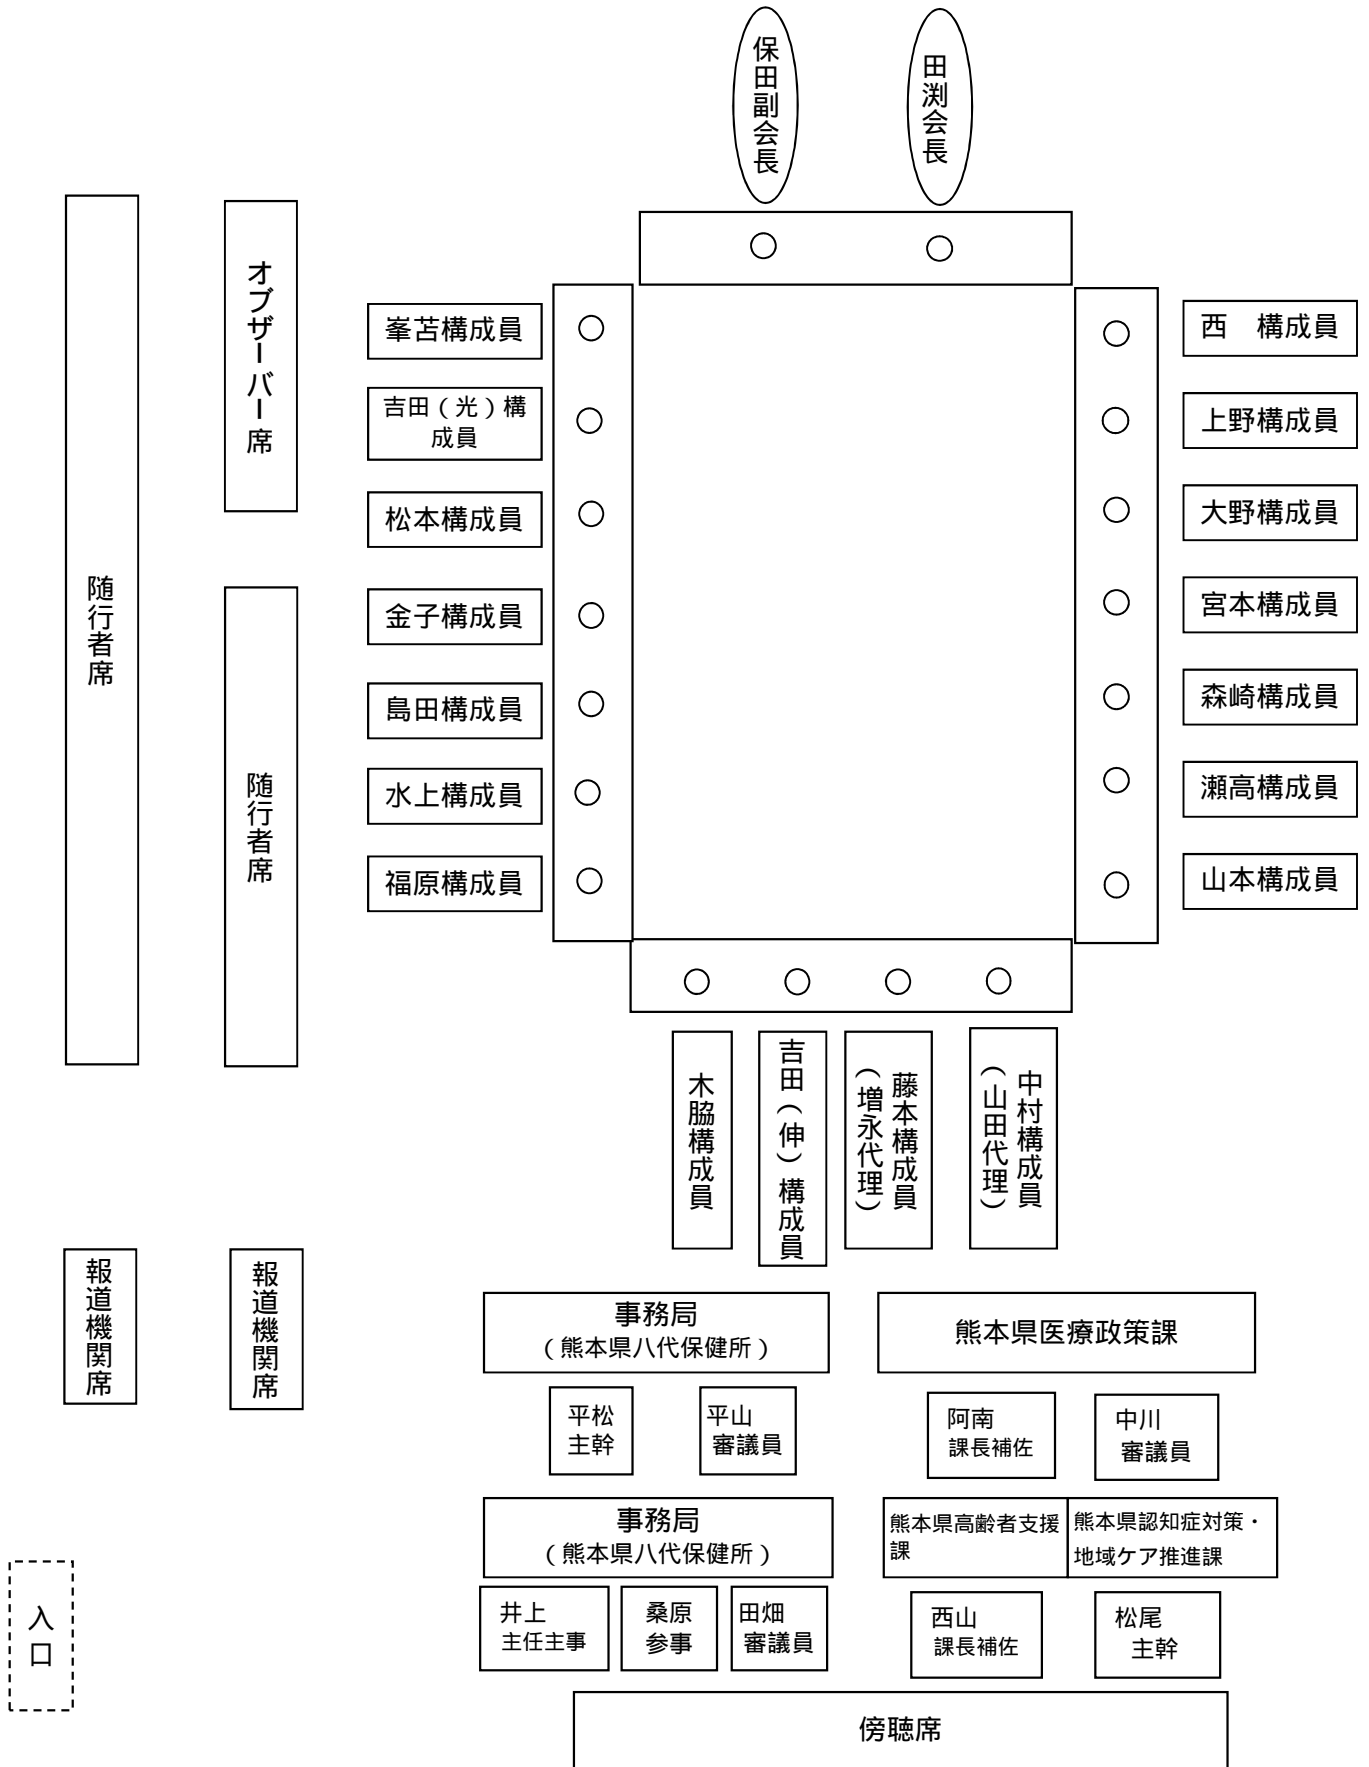 保田副会長
田渕会長
随行者席
オブザーバー席
随行者席
峯苫構成員
吉田（光）構
成員
松本構成員
金子構成員
島田構成員
水上構成員
福原構成員
西　構成員
上野構成員
大野構成員
宮本構成員
森崎構成員
瀬高構成員
山本構成員
木脇構成員
吉田（伸）構成員
藤本構成員
（増永代理）
中村構成員
（山田代理）
報道機関席
報道機関席
事務局
（熊本県八代保健所）
熊本県医療政策課
平松
主幹
平山
審議員
阿南
課長補佐
中川
審議員
事務局
（熊本県八代保健所）
熊本県高齢者支援
課
熊本県認知症対策・
地域ケア推進課
井上
主任主事
桑原
参事
田畑
審議員
西山
課長補佐
松尾
主幹
入口
傍聴席